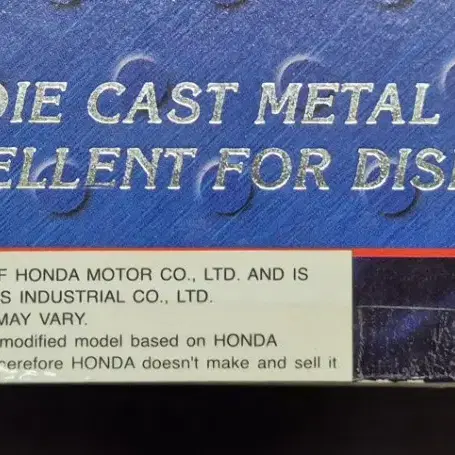 DIE CAST METAL
ELLENT FOR DIS
F HONDA MOTOR CO., LTD. AND IS
S INDUSTRIAL CO., LTD.
MAY VARY.
modified model based on HONDA
herefore HONDA doesn't make and sell it